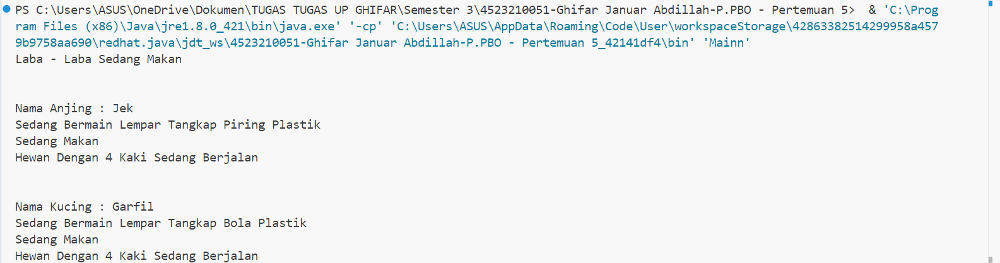 PS C:\Users\ASUS\OneDrive\Dokumen\TUGAS TUGAS UP GHIFAR\Semester 3\4523210051-Ghifar Januar Abdillah-P.PBO - Pertemuan 5>  & 'C:\Prog
ram Files (x86)\Java\jre1.8.0_421\bin\java.exe' '-cp' 'C:\Users\ASUS\AppData\Roaming\Code\User\workspaceStorage\42863382514299958a457
9b9758aa690\redhat.java\jdt_ws\4523210051-Ghifar Januar Abdillah-P.PBO - Pertemuan 5_42141df4\bin' 'Mainn'
Laba - Laba Sedang Makan
Nama Anjing : Jek
Sedang Bermain Lempar Tangkap Piring Plastik
Sedang Makan
Hewan Dengan 4 Kaki Sedang Berjalan
Nama Kucing : Garfil
Sedang Bermain Lempar Tangkap Bola Plastik
Sedang Makan
Hewan Dengan 4 Kaki Sedang Berjalan